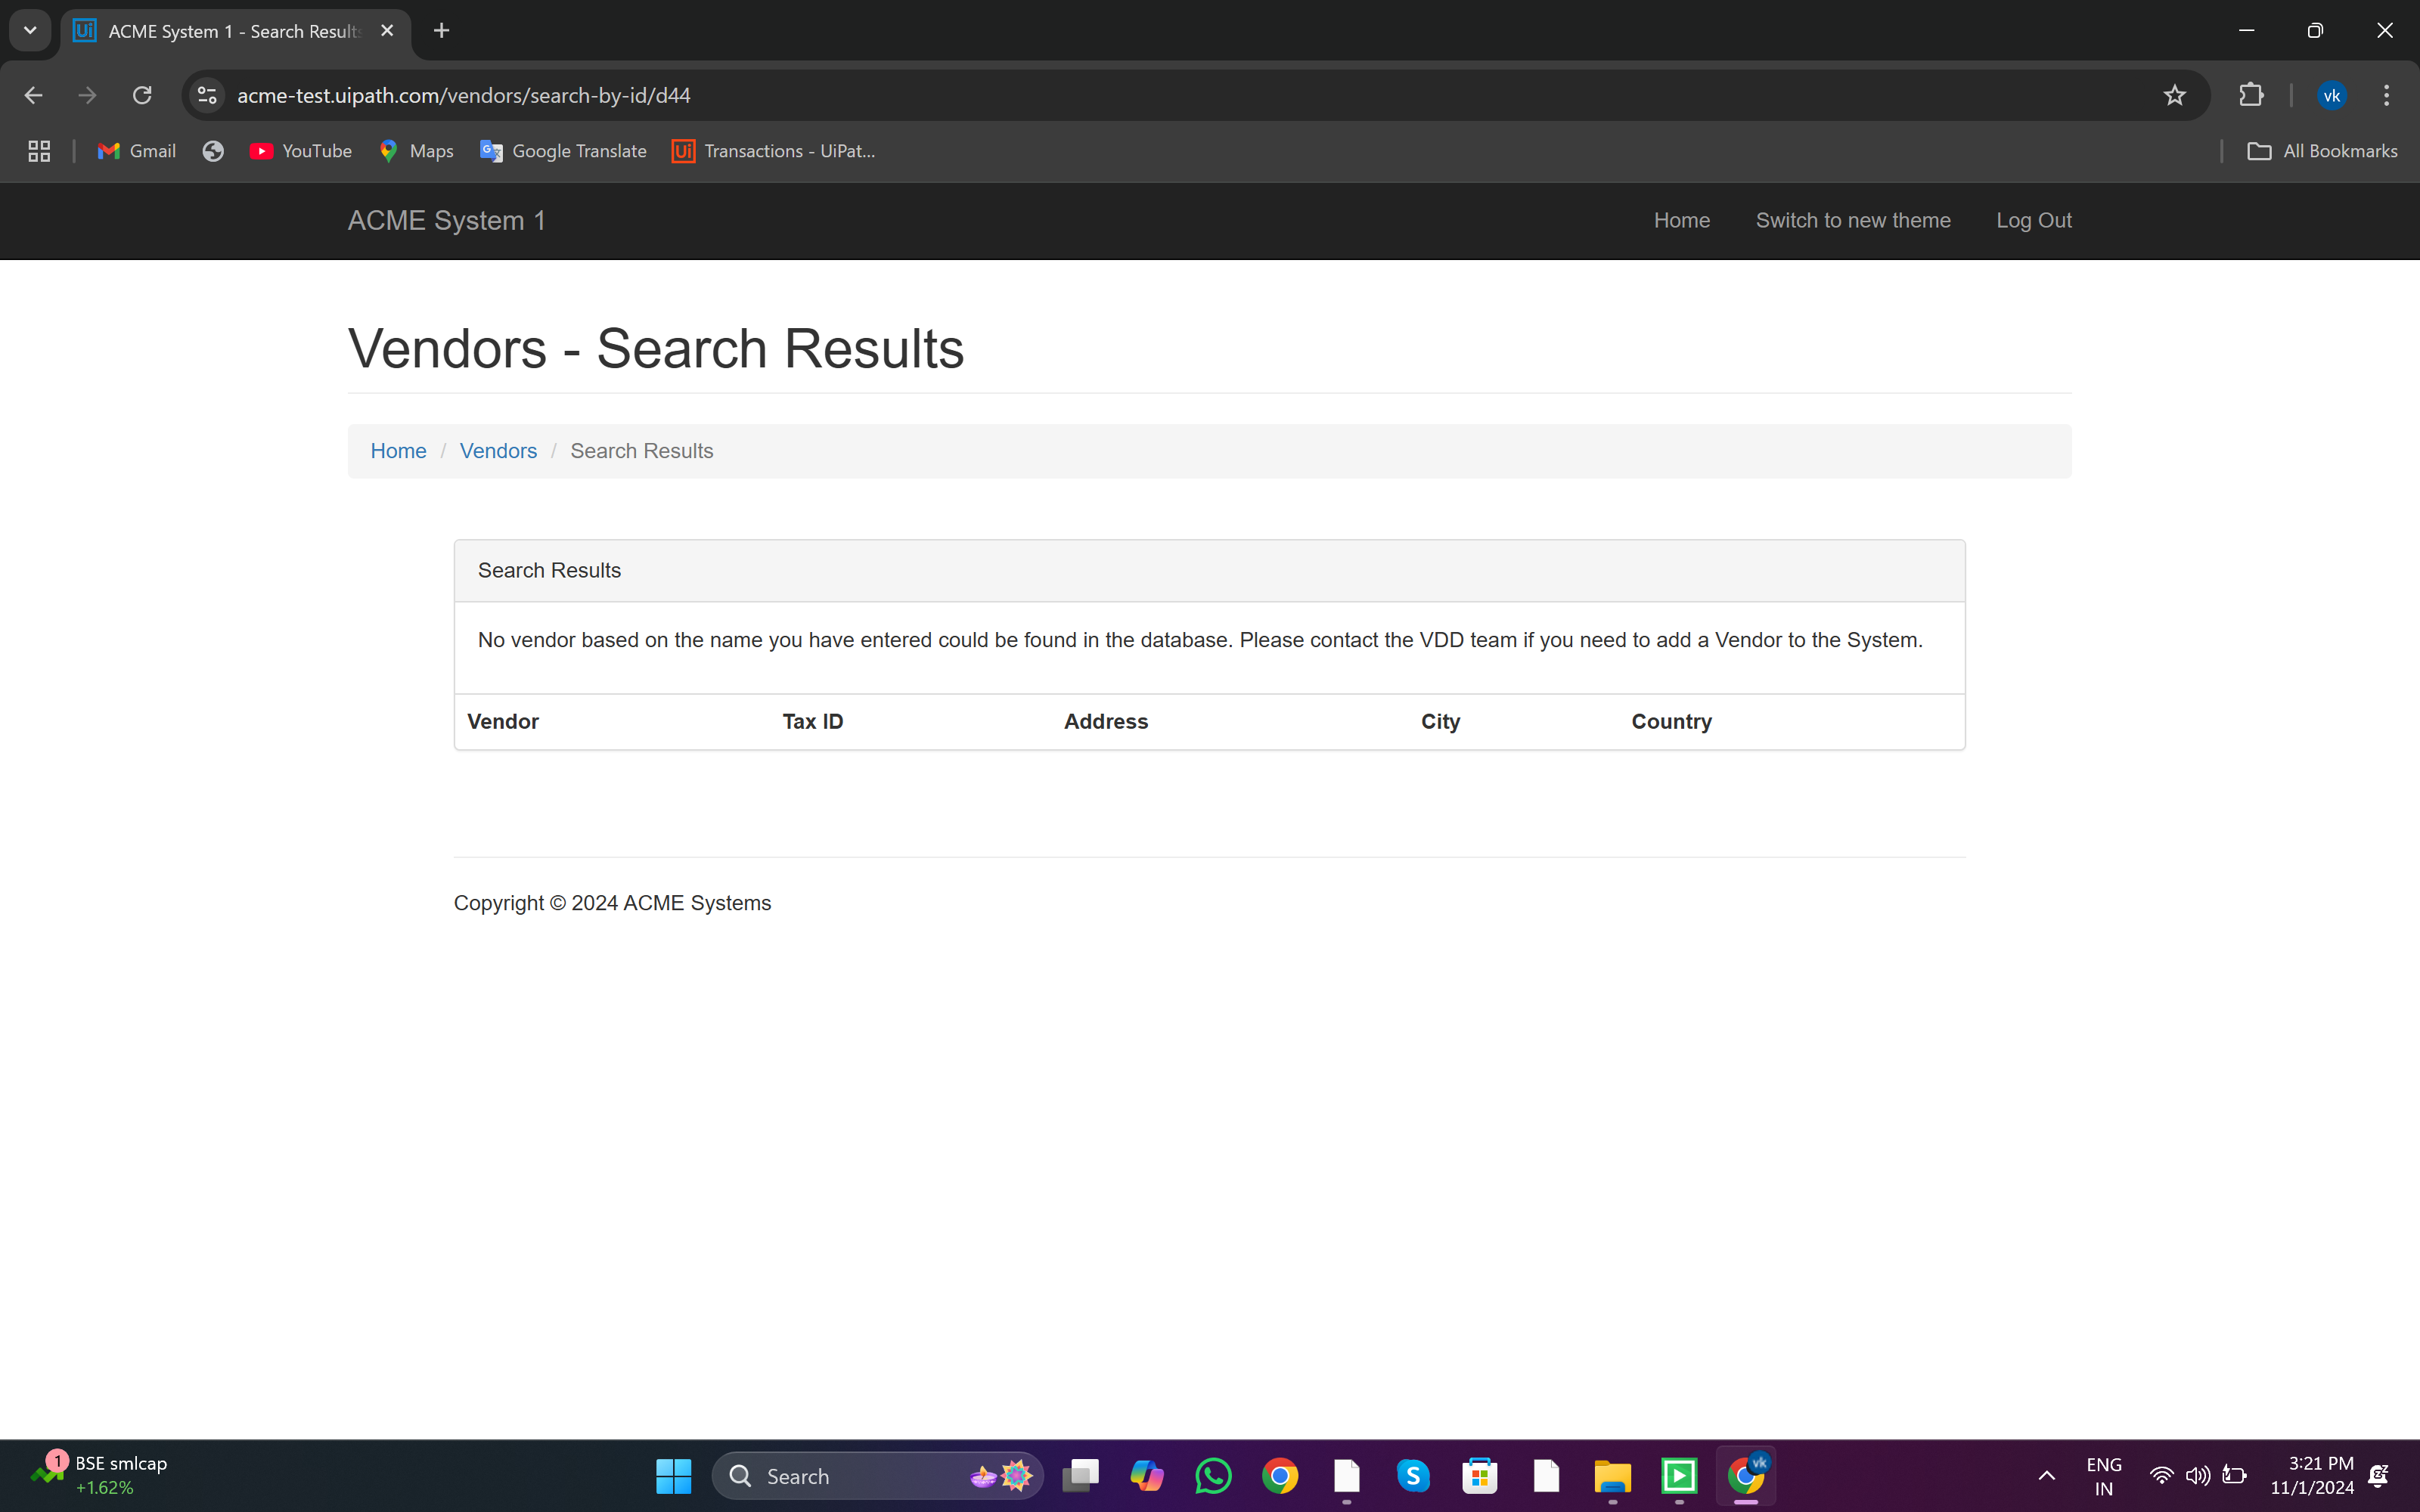 ACME System 1 - Search Results
acme-test.uipath.com/vendors/search-by-id/d44
vk
Gmail
YouTube
Maps
Google Translate
Transactions - UiPat...
All Bookmarks
ACME System 1
Home
Switch to new theme
Log Out
Vendors - Search Results
Home / Vendors / Search Results
Search Results
No vendor based on the name you have entered could be found in the database. Please contact the VDD team if you need to add a Vendor to the System.
Vendor Tax ID Address City Country
Copyright © 2024 ACME Systems
1
BSE smlcap
+1.62%
Search
vk
ENG
IN
3:21 PM
11/1/2024